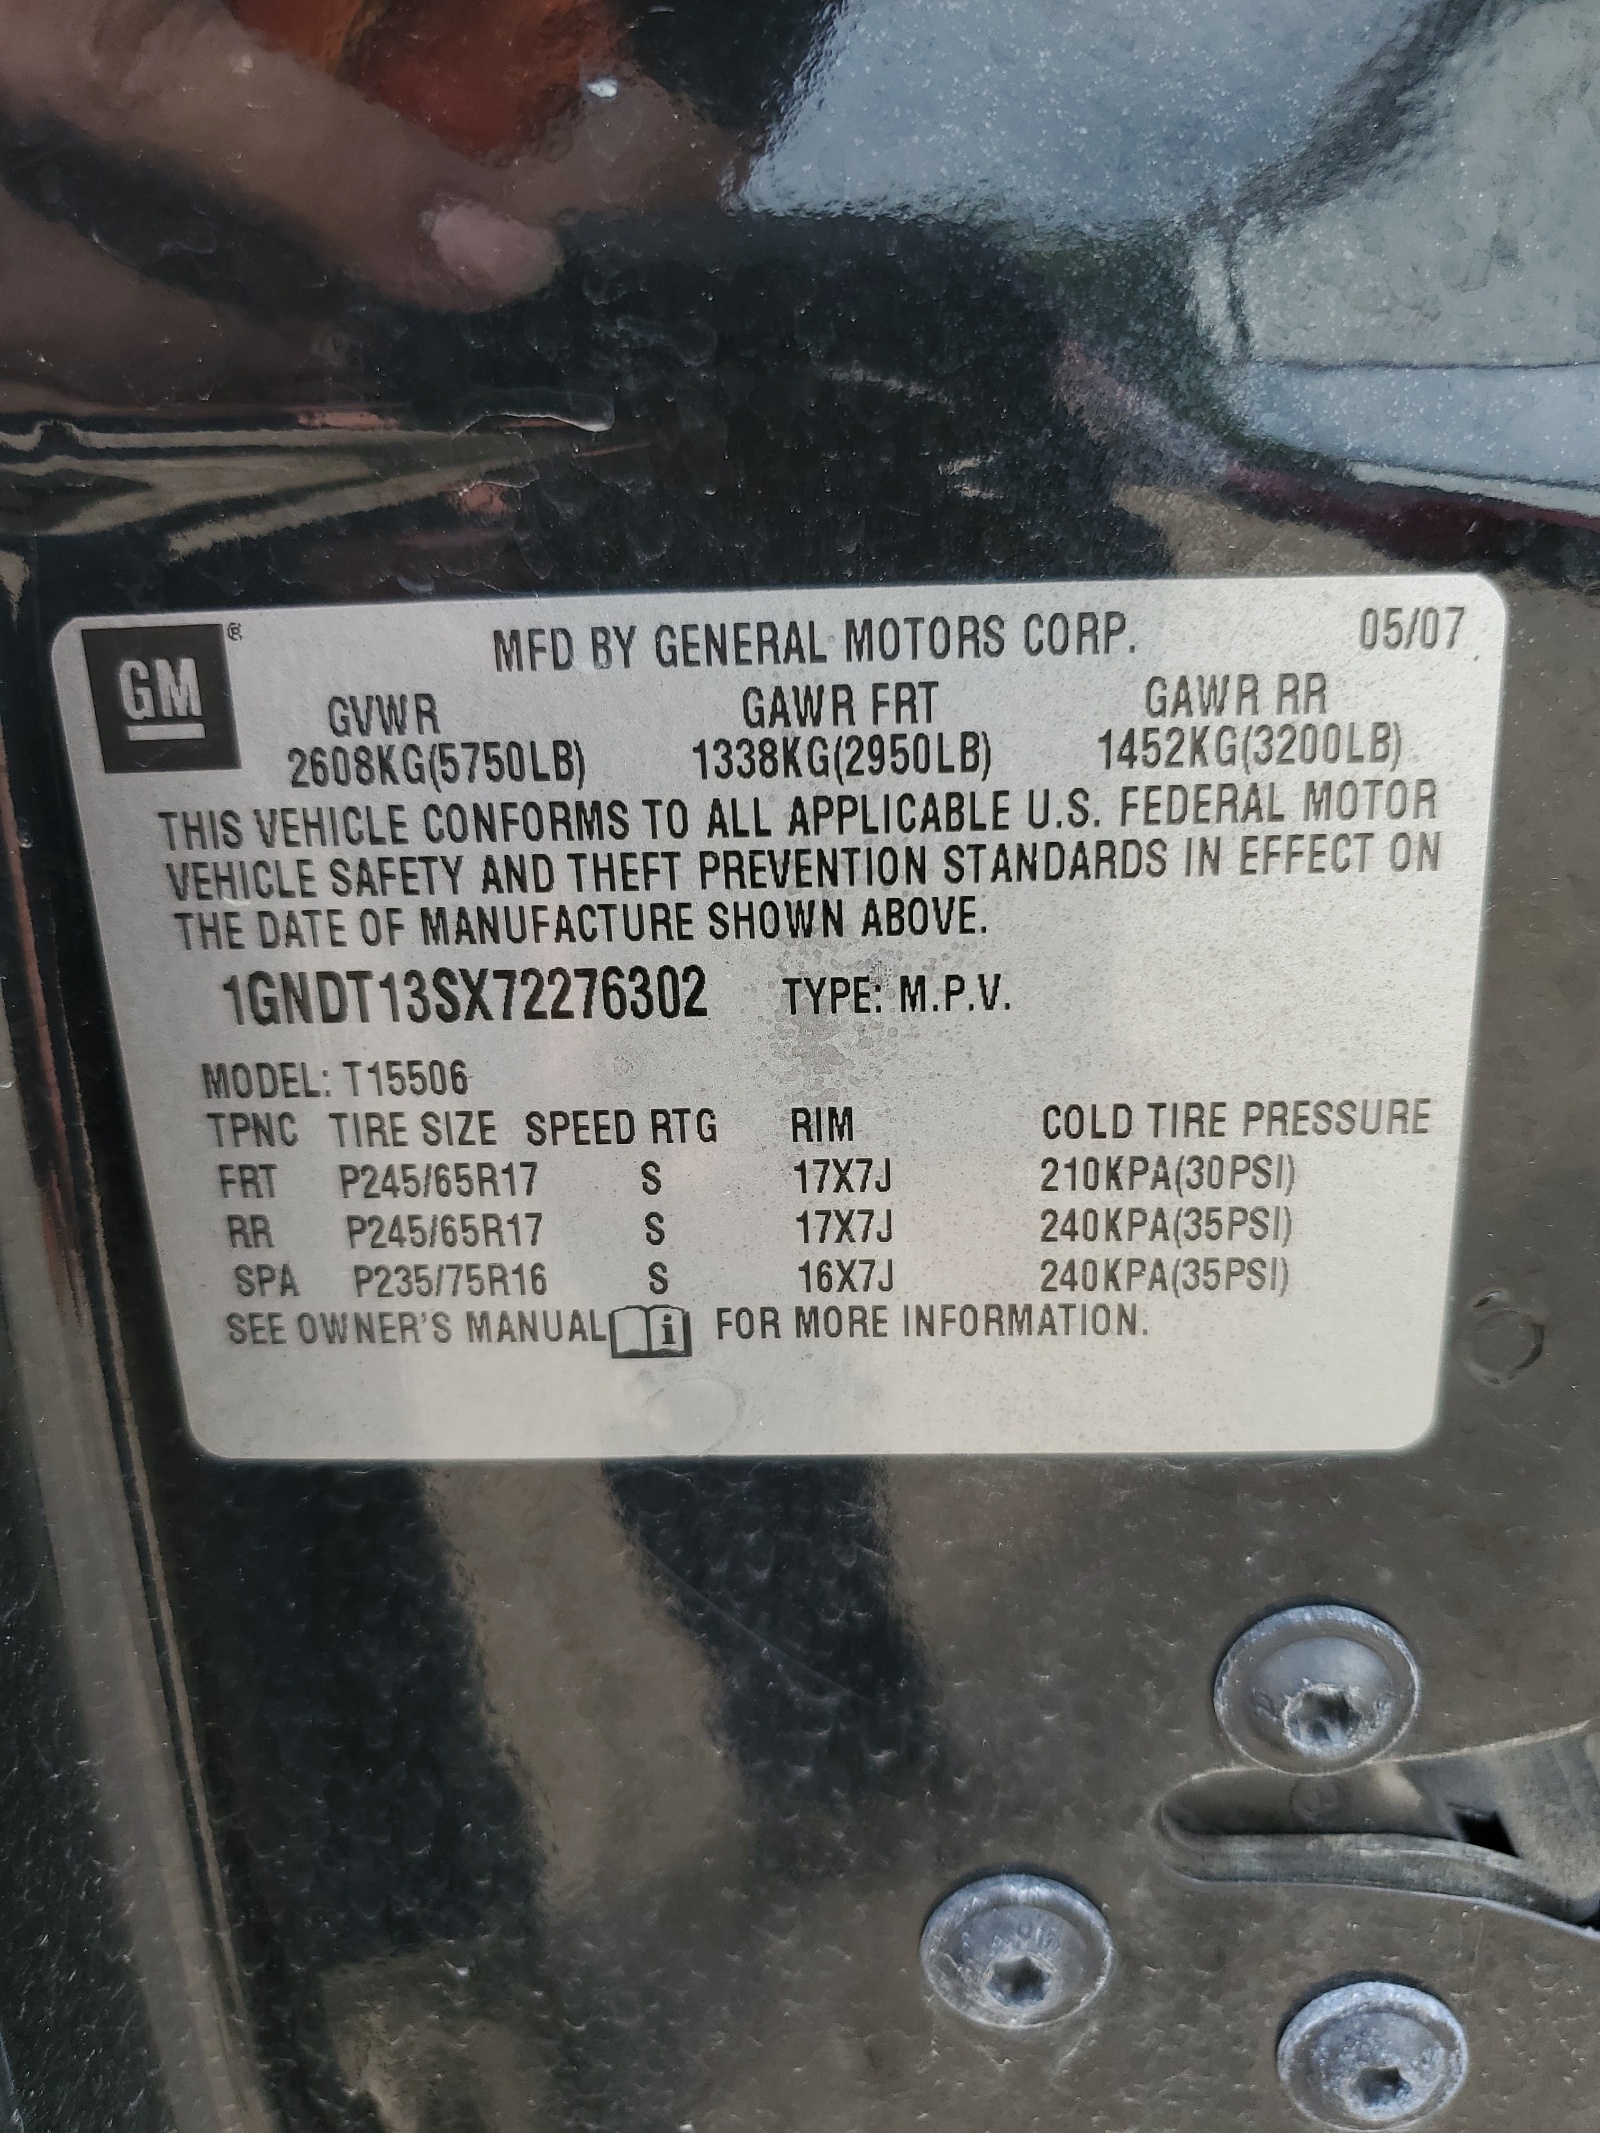 GM ® MFD BY GENERAL MOTORS CORP. 05/07
GVWR GAWR FRT GAWR RR
2608KG(5750LB) 1338KG(2950LB) 1452KG(3200LB)
THIS VEHICLE CONFORMS TO ALL APPLICABLE U.S. FEDERAL MOTOR
VEHICLE SAFETY AND THEFT PREVENTION STANDARDS IN EFFECT ON
THE DATE OF MANUFACTURE SHOWN ABOVE.
1GNDT13SX72276302 TYPE: M.P.V.
MODEL: T15506
TPNC TIRE SIZE SPEED RTG RIM COLD TIRE PRESSURE
FRT P245/65R17 S 17X7J 210KPA(30PSI)
RR P245/65R17 S 17X7J 240KPA(35PSI)
SPA P235/75R16 S 16X7J 240KPA(35PSI)
SEE OWNER'S MANUAL i FOR MORE INFORMATION.